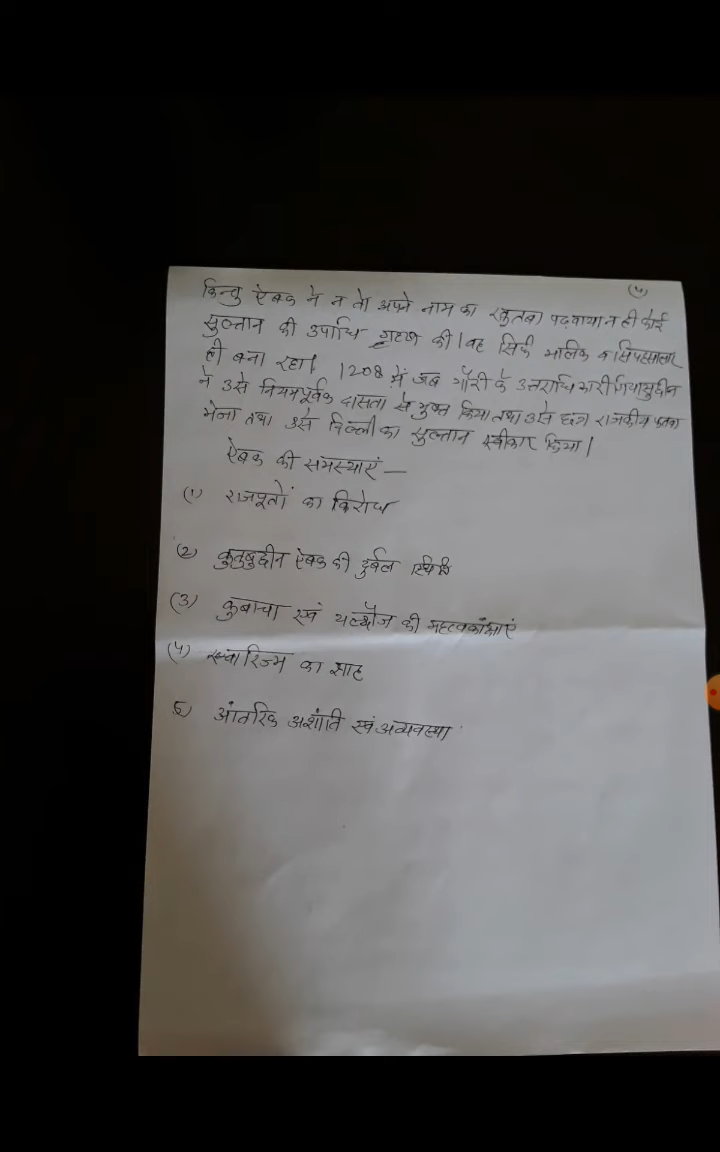 (4)
किन्तु ऐबक ने न तो अपने नाम का खुतबा पढ़वाया न ही कोई
सुल्तान की उपाधि ग्रहण की। वह सिर्फ मालिक व सिपहसालार
ही बना रहा। 1208 में जब गौरी के उत्तराधिकारी गियासुद्दीन
ने उसे नियमपूर्वक दासता से मुक्त किया तथा उसे छत्र राजकीय पताका
भेजा तथा उसे दिल्ली का सुल्तान स्वीकार किया।
ऐबक की समस्याएं —
(1) राजपूतों का विरोध
(2) कुतुबुद्दीन ऐबक की दुर्बल स्थिति
(3) कुबाचा एवं यल्दौज की महत्वकांक्षाएं
(4) ख्वारिज्म का शाह
5) आंतरिक अशांति एवं अव्यवस्था